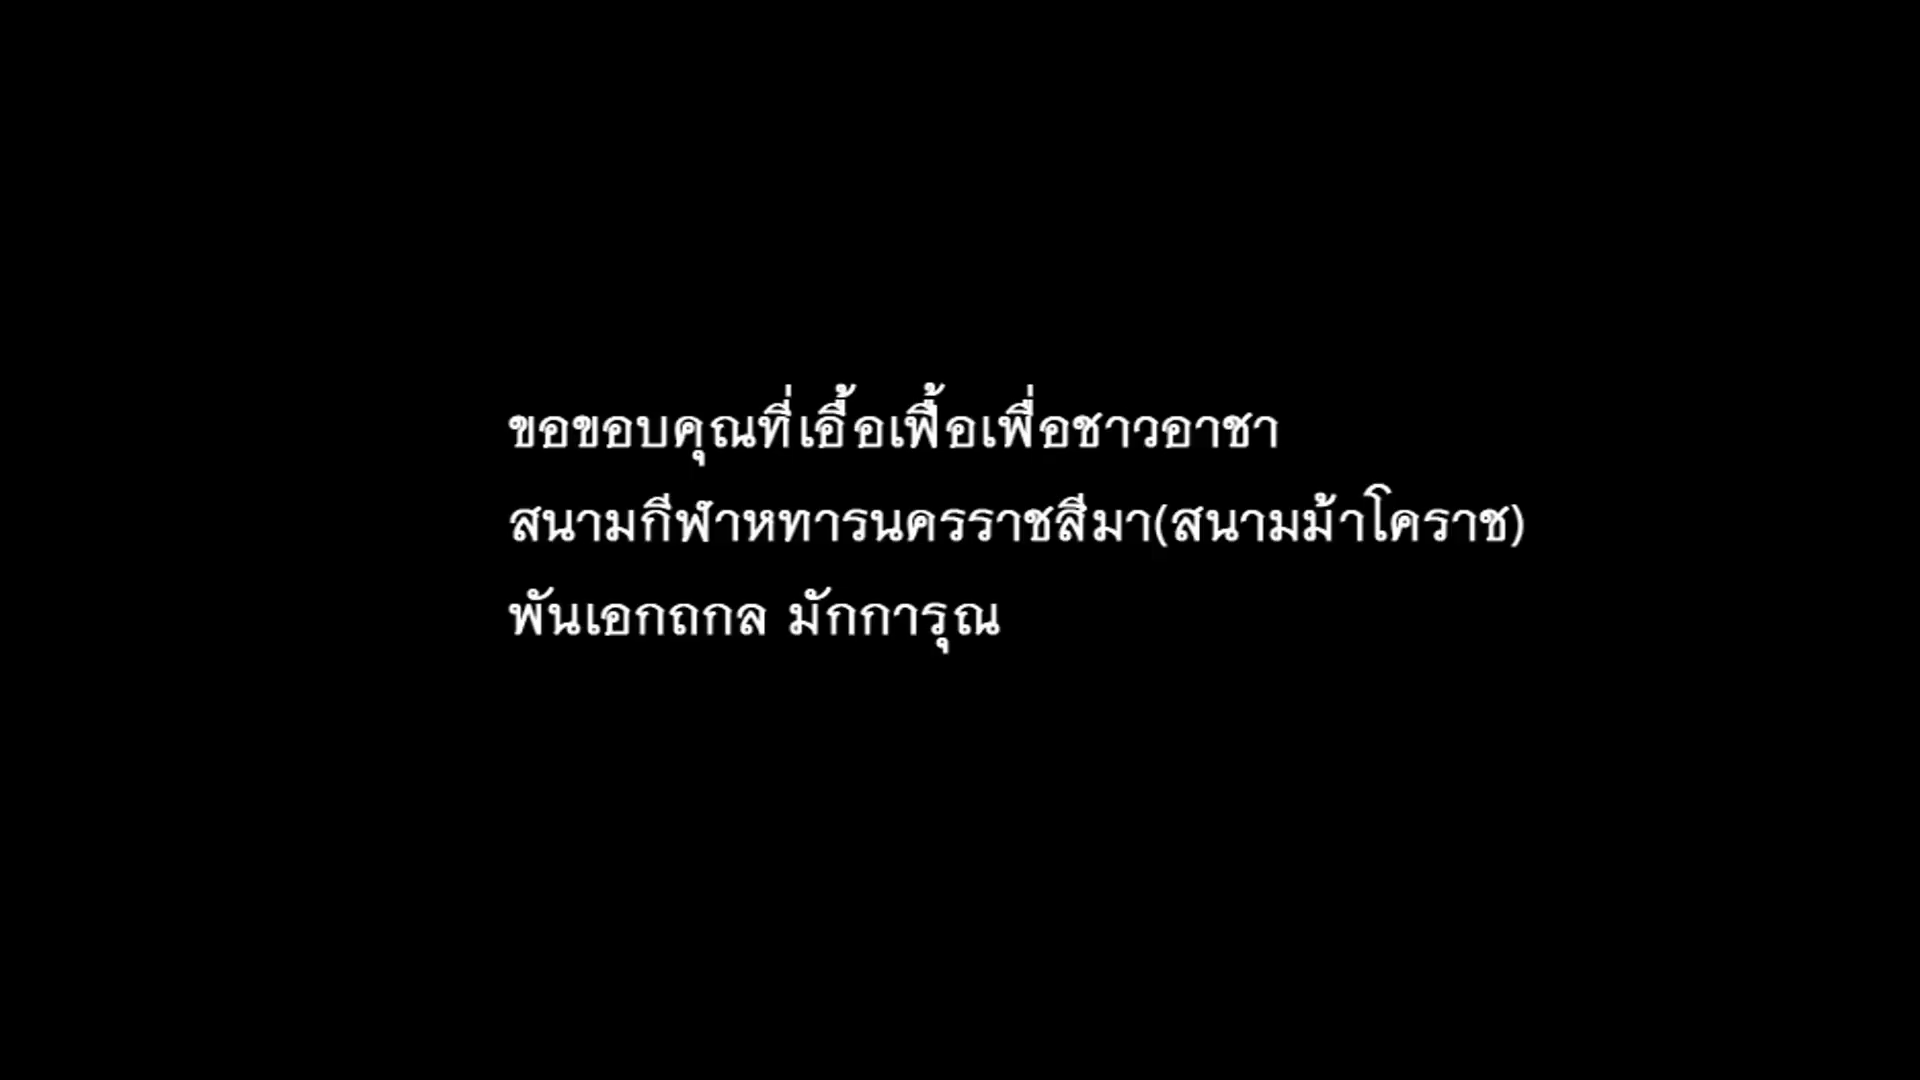 ขอขอบคุณที่เอื้อเฟื้อเพื่อชาวอาชา
สนามกีฬาหทารนครราชสีมา(สนามม้าโคราช)
พันเอกถกล มักการุณ